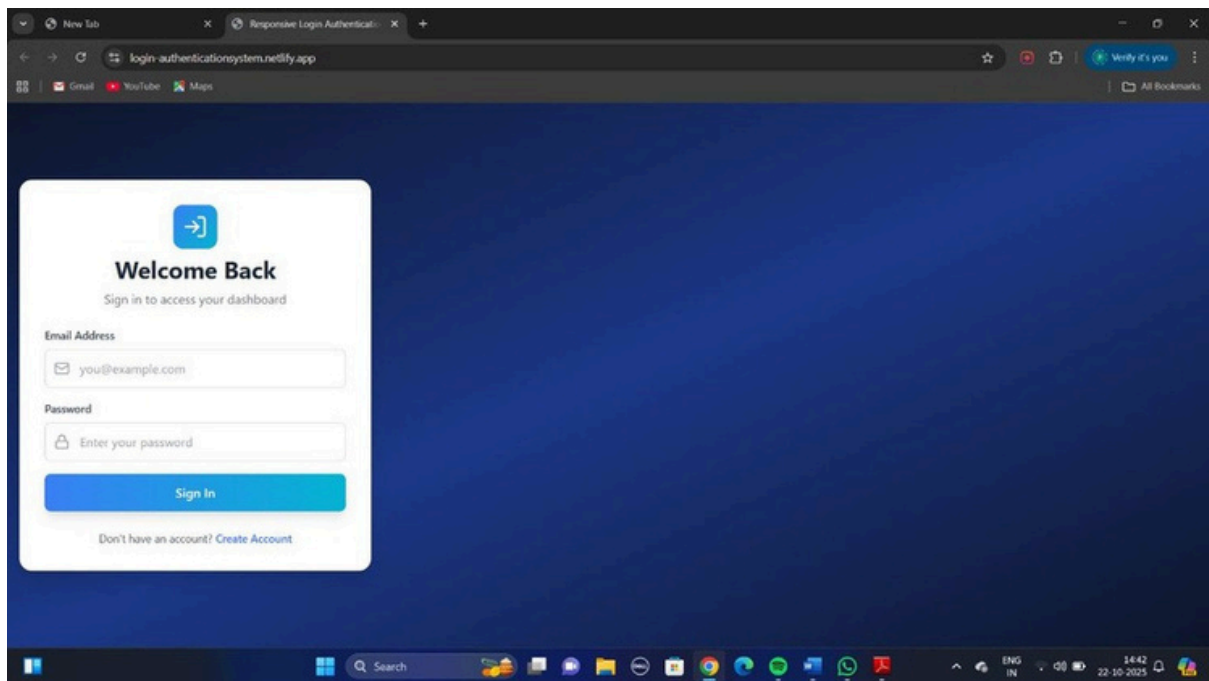 New Tab
Responsive Login Authenticatio
login-authenticationsystem.netlify.app
Verify it's you
Gmail YouTube Maps
All Bookmarks
Welcome Back
Sign in to access your dashboard
Email Address
you@example.com
Password
Enter your password
Sign In
Don't have an account? Create Account
Search
ENG
IN
14:42
22-10-2025